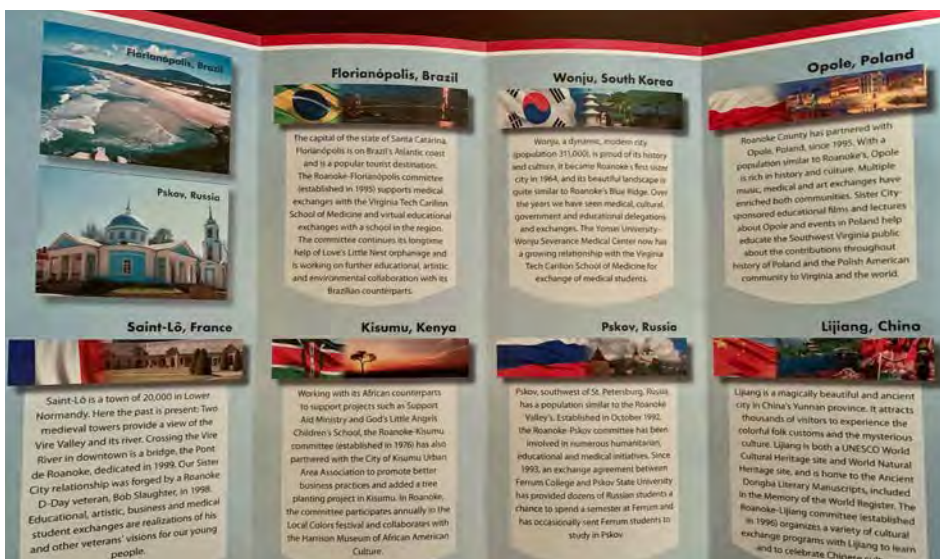 Florianópolis, Brazil
Pskov, Russia
Florianópolis, Brazil
The capital of the state of Santa Catarina,
Florianópolis is on Brazil's Atlantic coast
and is a popular tourist destination.
The Roanoke-Florianópolis committee
(established in 1995) supports medical
exchanges with the Virginia Tech Carilion
School of Medicine and virtual educational
exchanges with a school in the region.
The committee continues its longtime
help of Love's Little Nest orphanage and
is working on further educational, artistic
and environmental collaboration with its
Brazilian counterparts.
Wonju, South Korea
Wonju, a dynamic, modern city
(population 311,000), is proud of its history
and culture. It became Roanoke's first sister
city in 1964, and its beautiful landscape is
quite similar to Roanoke's Blue Ridge. Over
the years we have seen medical, cultural,
government and educational delegations
and exchanges. The Yonsei University-
Wonju Severance Medical Center now has
a growing relationship with the Virginia
Tech Carilion School of Medicine for
exchange of medical students.
Opole, Poland
Roanoke County has partnered with
Opole, Poland, since 1995. With a
population similar to Roanoke's, Opole
is rich in history and culture. Multiple
music, medical and art exchanges have
enriched both communities. Sister City-
sponsored educational films and lectures
about Opole and events in Poland help
educate the Southwest Virginia public
about the contributions throughout
history of Poland and the Polish American
community to Virginia and the world.
Saint-Lô, France
Saint-Lô is a town of 20,000 in Lower
Normandy. Here the past is present: Two
medieval towers provide a view of the
Vire Valley and its river. Crossing the Vire
River in downtown is a bridge, the Pont
de Roanoke, dedicated in 1999. Our Sister
City relationship was forged by a Roanoke
D-Day veteran, Bob Slaughter, in 1998.
Educational, artistic, business and medical
student exchanges are realizations of his
and other veterans' visions for our young
people.
Kisumu, Kenya
Working with its African counterparts
to support projects such as Support
Aid Ministry and God's Little Angels
Children's School, the Roanoke-Kisumu
committee (established in 1976) has also
partnered with the City of Kisumu Urban
Area Association to promote better
business practices and added a tree
planting project in Kisumu. In Roanoke,
the committee participates annually in the
Local Colors festival and collaborates with
the Harrison Museum of African American
Culture.
Pskov, Russia
Pskov, southwest of St. Petersburg, Russia,
has a population similar to the Roanoke
Valley's. Established in October 1992,
the Roanoke-Pskov committee has been
involved in numerous humanitarian,
educational and medical initiatives. Since
1993, an exchange agreement between
Ferrum College and Pskov State University
has provided dozens of Russian students a
chance to spend a semester at Ferrum and
has occasionally sent Ferrum students to
study in Pskov.
Lijiang, China
Lijiang is a magically beautiful and ancient
city in China's Yunnan province. It attracts
thousands of visitors to experience the
colorful folk customs and the mysterious
culture. Lijiang is both a UNESCO World
Cultural Heritage site and World Natural
Heritage site, and is home to the Ancient
Dongba Literary Manuscripts, included
in the Memory of the World Register. The
Roanoke-Lijiang committee (established
in 1996) organizes a variety of cultural
exchange programs with Lijiang to learn
and to celebrate Chinese